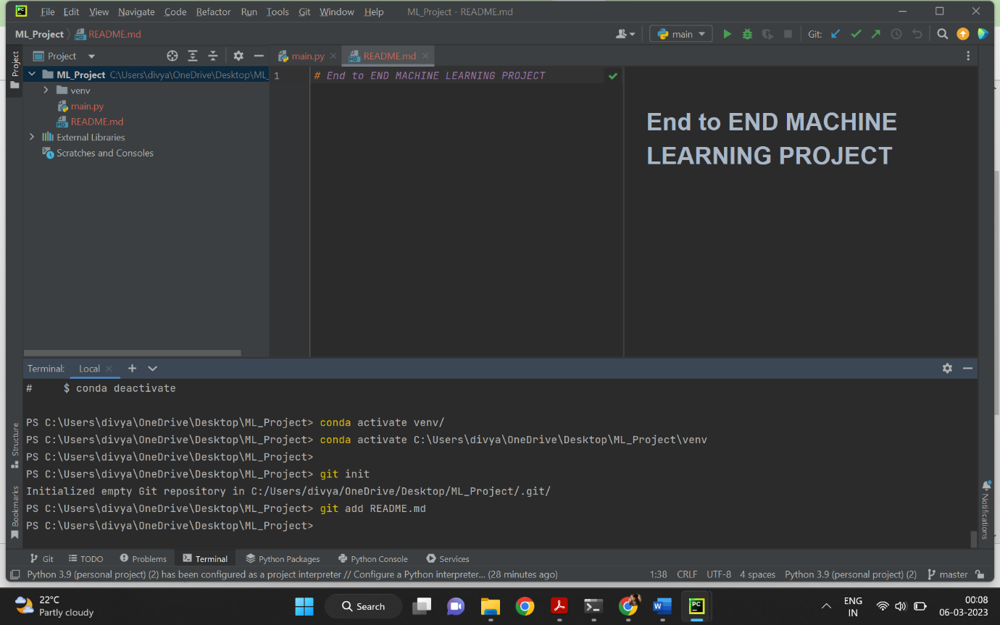 PC
File Edit View Navigate Code Refactor Run Tools Git Window Help ML_Project - README.md
ML_Project README.md
main
Git:
Project
Project
main.py
README.md
ML_Project C:\Users\divya\OneDrive\Desktop\ML_
venv
main.py
README.md
External Libraries
Scratches and Consoles
1 # End to END MACHINE LEARNING PROJECT
End to END MACHINE
LEARNING PROJECT
Terminal: Local
# $ conda deactivate
PS C:\Users\divya\OneDrive\Desktop\ML_Project> conda activate venv/
PS C:\Users\divya\OneDrive\Desktop\ML_Project> conda activate C:\Users\divya\OneDrive\Desktop\ML_Project\venv
PS C:\Users\divya\OneDrive\Desktop\ML_Project>
PS C:\Users\divya\OneDrive\Desktop\ML_Project> git init
Initialized empty Git repository in C:/Users/divya/OneDrive/Desktop/ML_Project/.git/
PS C:\Users\divya\OneDrive\Desktop\ML_Project> git add README.md
PS C:\Users\divya\OneDrive\Desktop\ML_Project>
Structure
Bookmarks
Notifications
Git TODO Problems Terminal Python Packages Python Console Services
Python 3.9 (personal project) (2) has been configured as a project interpreter // Configure a Python interpreter... (28 minutes ago) 1:38 CRLF UTF-8 4 spaces Python 3.9 (personal project) (2) master
22°C
Partly cloudy
Search
W
PC
ENG
IN
00:08
06-03-2023